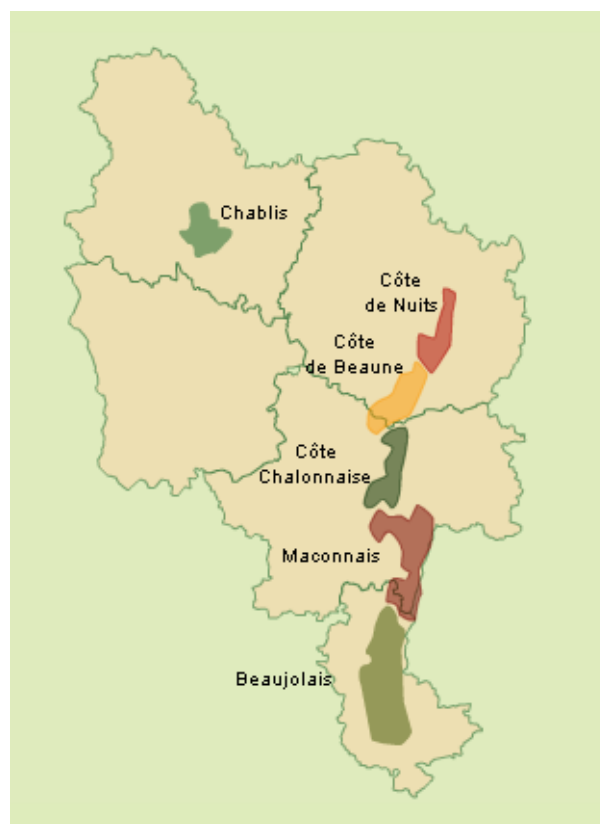 Chablis
Côte
de Nuits
Côte
de Beaune
Côte
Chalonnaise
Maconnais
Beaujolais